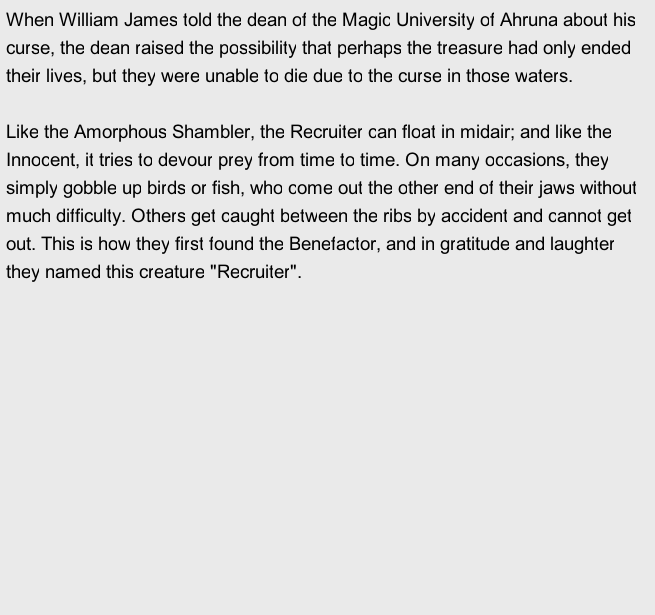 When William James told the dean of the Magic University of Ahruna about his
curse, the dean raised the possibility that perhaps the treasure had only ended
their lives, but they were unable to die due to the curse in those waters.

Like the Amorphous Shambler, the Recruiter can float in midair; and like the
Innocent, it tries to devour prey from time to time. On many occasions, they
simply gobble up birds or fish, who come out the other end of their jaws without
much difficulty. Others get caught between the ribs by accident and cannot get
out. This is how they first found the Benefactor, and in gratitude and laughter
they named this creature "Recruiter".